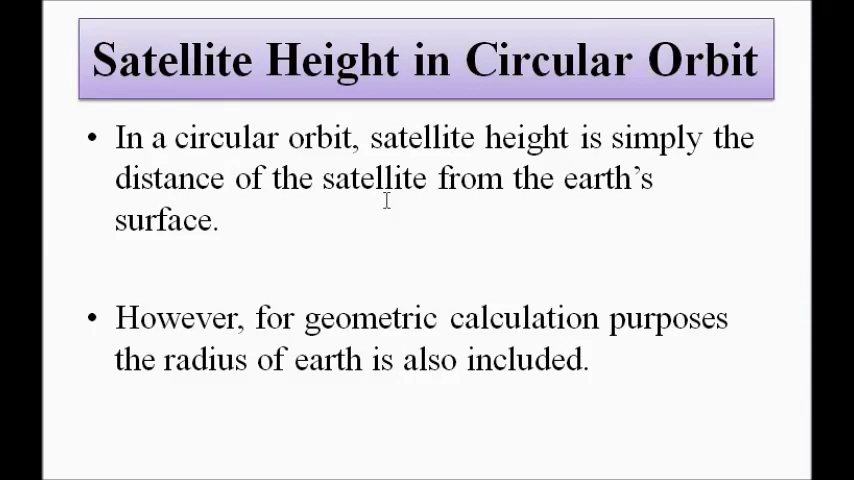 Satellite Height in Circular Orbit
• In a circular orbit, satellite height is simply the
distance of the satellite from the earth’s
surface.
• However, for geometric calculation purposes
the radius of earth is also included.